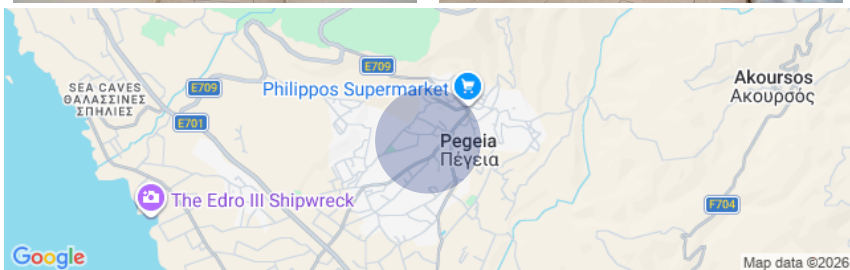 E709
Philippos Supermarket
Akoursos
Ακουρσός
SEA CAVES
ΘΑΛΑΣΣΙΝΕΣ
ΣΠΗΛΙΕΣ
E709
E701
Pegeia
Πέγεια
The Edro III Shipwreck
F704
Google
Map data ©2026